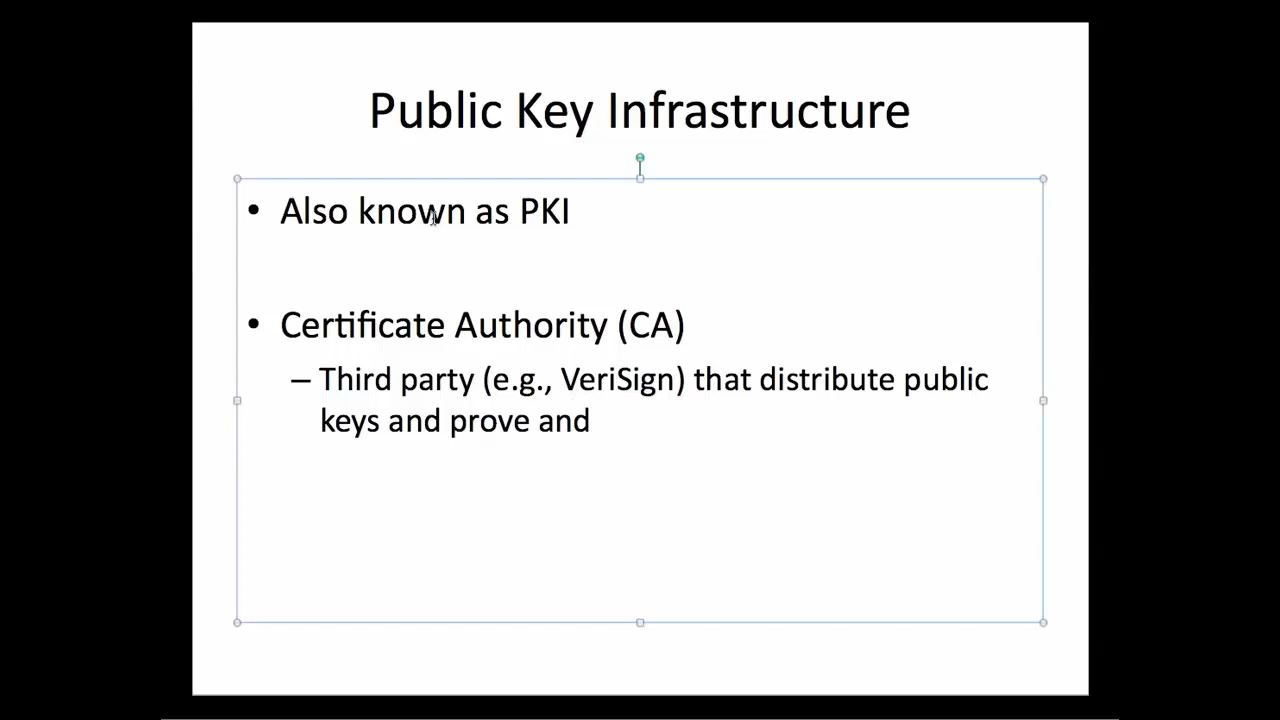 Public Key Infrastructure
• Also known as PKI
• Certificate Authority (CA)
– Third party (e.g., VeriSign) that distribute public
keys and prove and